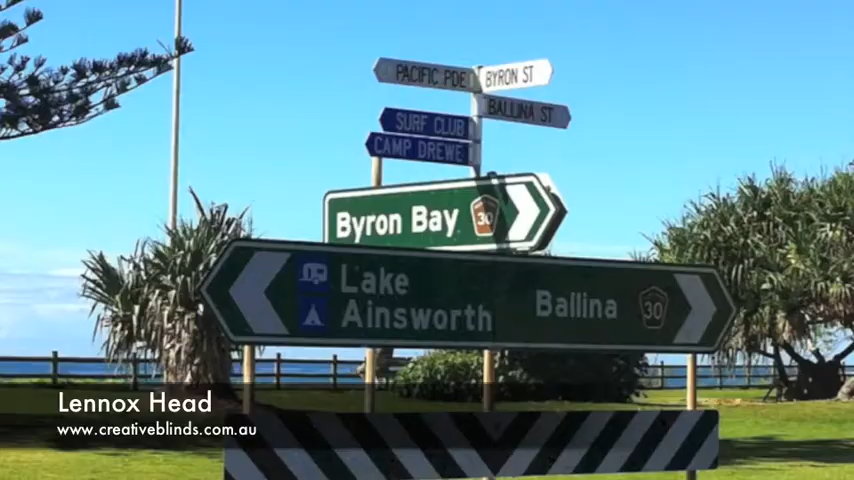 PACIFIC PDE
BYRON ST
BALLINA ST
SURF CLUB
CAMP DREWE
Byron Bay 30
Lake
Ainsworth
Ballina 30
Lennox Head
www.creativeblinds.com.au